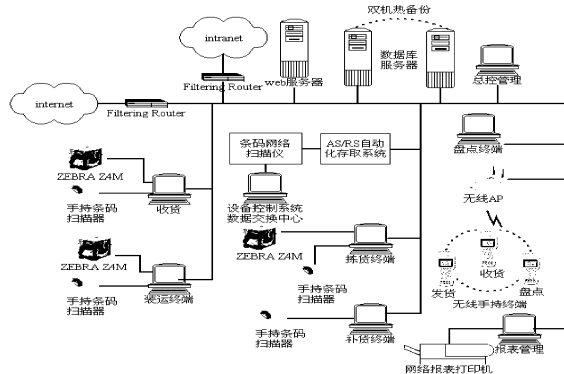 双机热备份
intranet
web服务器
数据库
服务器
总控管理
Filtering Router
internet
Filtering Router
条码网络
扫描仪
AS/RS自动
化存取系统
盘点终端
ZEBRA Z4M
手持条码
扫描器
收货
设备控制系统
数据交换中心
无线AP
ZEBRA Z4M
手持条码
扫描器
装运终端
ZEBRA Z4M
手持条码
扫描器
拣货终端
发货
收货
盘点
无线手持终端
手持条码
扫描器
补货终端
报表管理
网络报表打印机